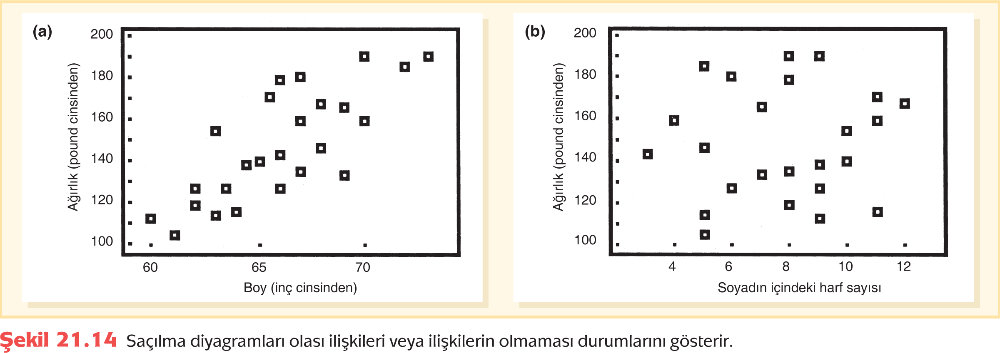 (a)
200
180
160
140
120
100
Ağırlık (pound cinsinden)
60 65 70
Boy (inç cinsinden)
(b)
200
180
160
140
120
100
Ağırlık (pound cinsinden)
4 6 8 10 12
Soyadın içindeki harf sayısı
Şekil 21.14 Saçılma diyagramları olası ilişkileri veya ilişkilerin olmaması durumlarını gösterir.